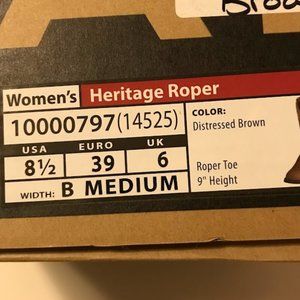 Women's Heritage Roper
10000797(14525)
COLOR:
Distressed Brown
USA EURO UK
8½ 39 6
Roper Toe
9" Height
WIDTH: B MEDIUM